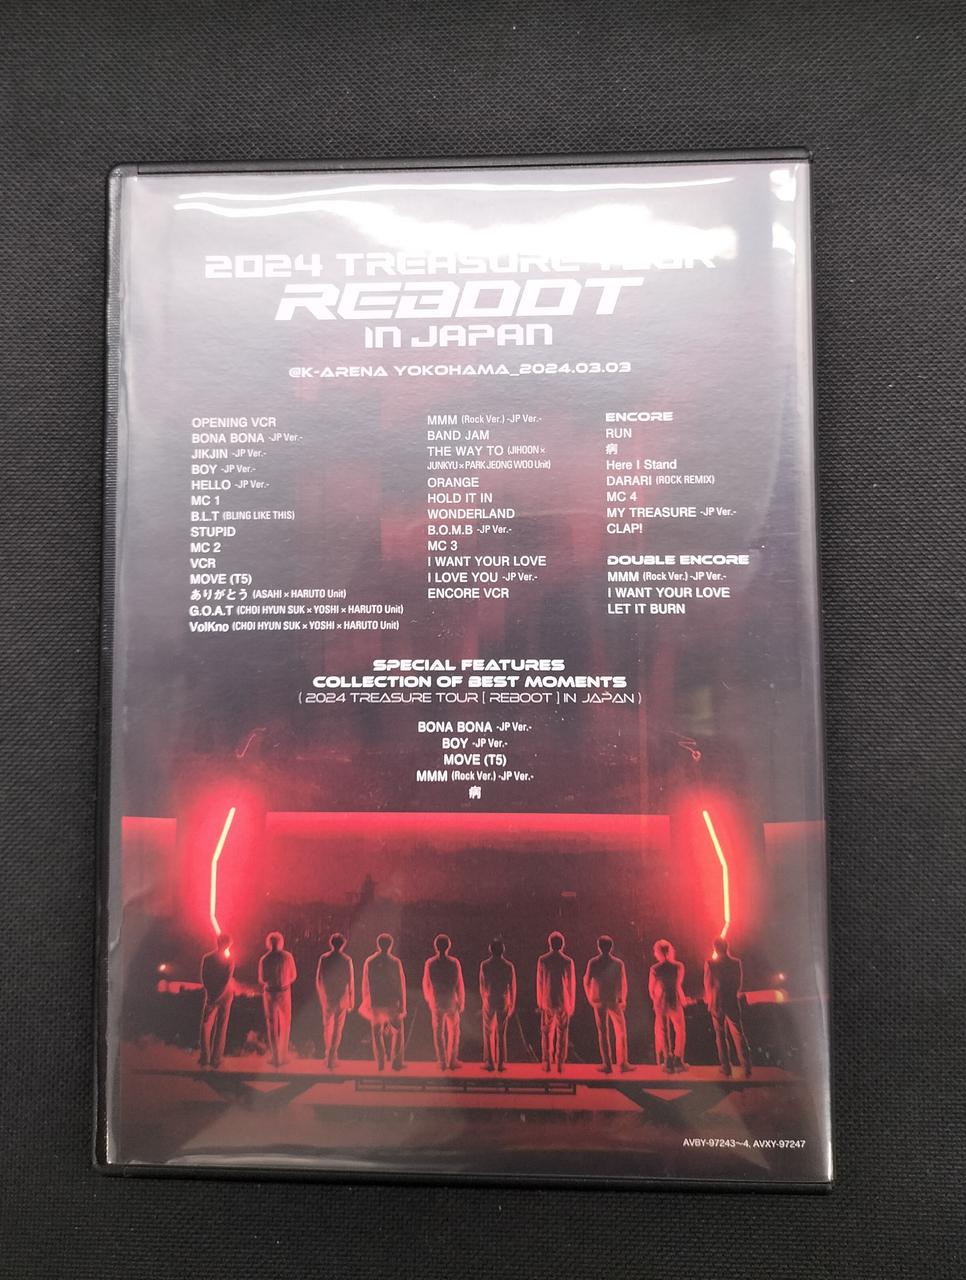 2024 TREASURE TOUR
REBOOT
IN JAPAN
@K-ARENA YOKOHAMA_2024.03.03
OPENING VCR
BONA BONA -JP Ver.-
JIKJIN -JP Ver.-
BOY -JP Ver.-
HELLO -JP Ver.-
MC 1
B.L.T (BLING LIKE THIS)
STUPID
MC 2
VCR
MOVE (T5)
ありがとう (ASAHI × HARUTO Unit)
G.O.A.T (CHOI HYUN SUK × YOSHI × HARUTO Unit)
VolKno (CHOI HYUN SUK × YOSHI × HARUTO Unit)
MMM (Rock Ver.) -JP Ver.-
BAND JAM
THE WAY TO (JIHOON ×
JUNKYU × PARK JEONG WOO Unit)
ORANGE
HOLD IT IN
WONDERLAND
B.O.M.B -JP Ver.-
MC 3
I WANT YOUR LOVE
I LOVE YOU -JP Ver.-
ENCORE VCR
ENCORE
RUN
病
Here I Stand
DARARI (ROCK REMIX)
MC 4
MY TREASURE -JP Ver.-
CLAP!
DOUBLE ENCORE
MMM (Rock Ver.) -JP Ver.-
I WANT YOUR LOVE
LET IT BURN
SPECIAL FEATURES
COLLECTION OF BEST MOMENTS
( 2024 TREASURE TOUR [ REBOOT ] IN JAPAN )
BONA BONA -JP Ver.-
BOY -JP Ver.-
MOVE (T5)
MMM (Rock Ver.) -JP Ver.-
病
AVBY-97243~4, AVXY-97247